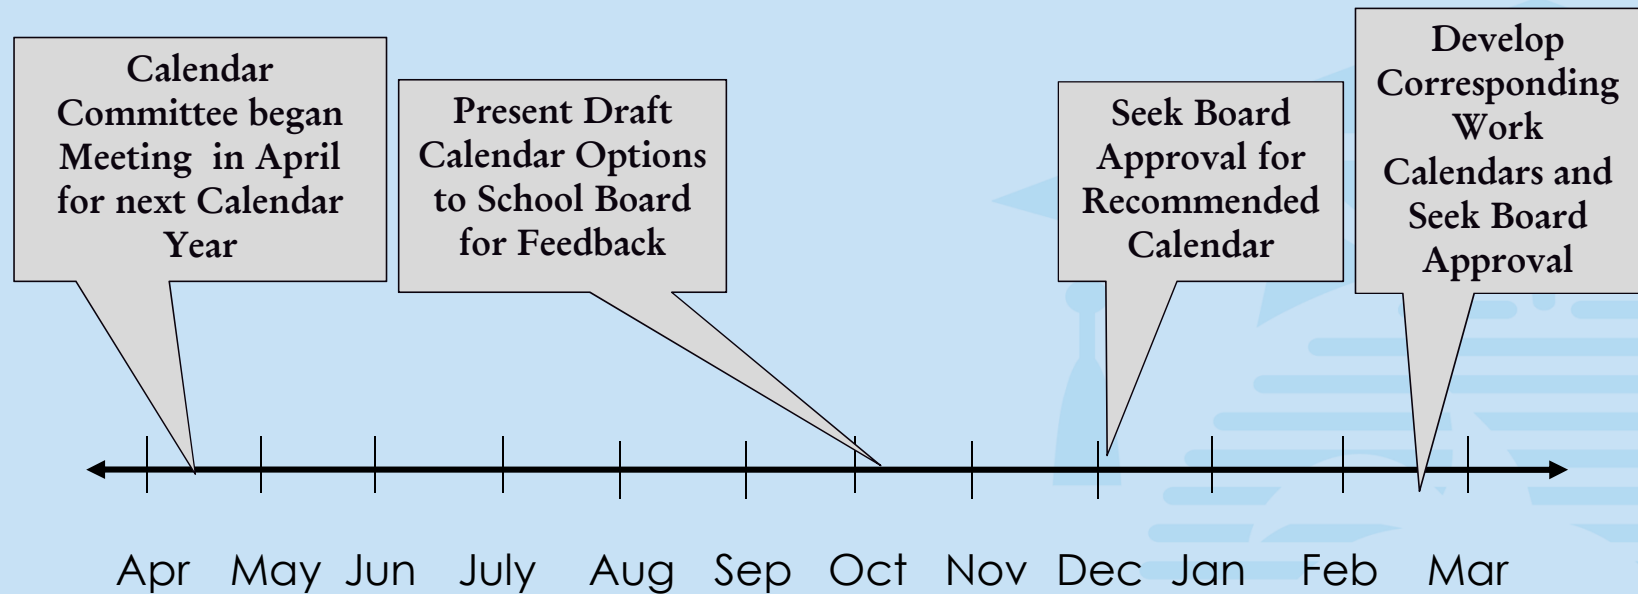 Calendar
Committee began
Meeting  in April
for next Calendar
Year
Present Draft
Calendar Options
to School Board
for Feedback
Seek Board
Approval for
Recommended
Calendar
Develop
Corresponding
Work
Calendars and
Seek Board
Approval
Apr May Jun July Aug Sep Oct Nov Dec Jan Feb Mar